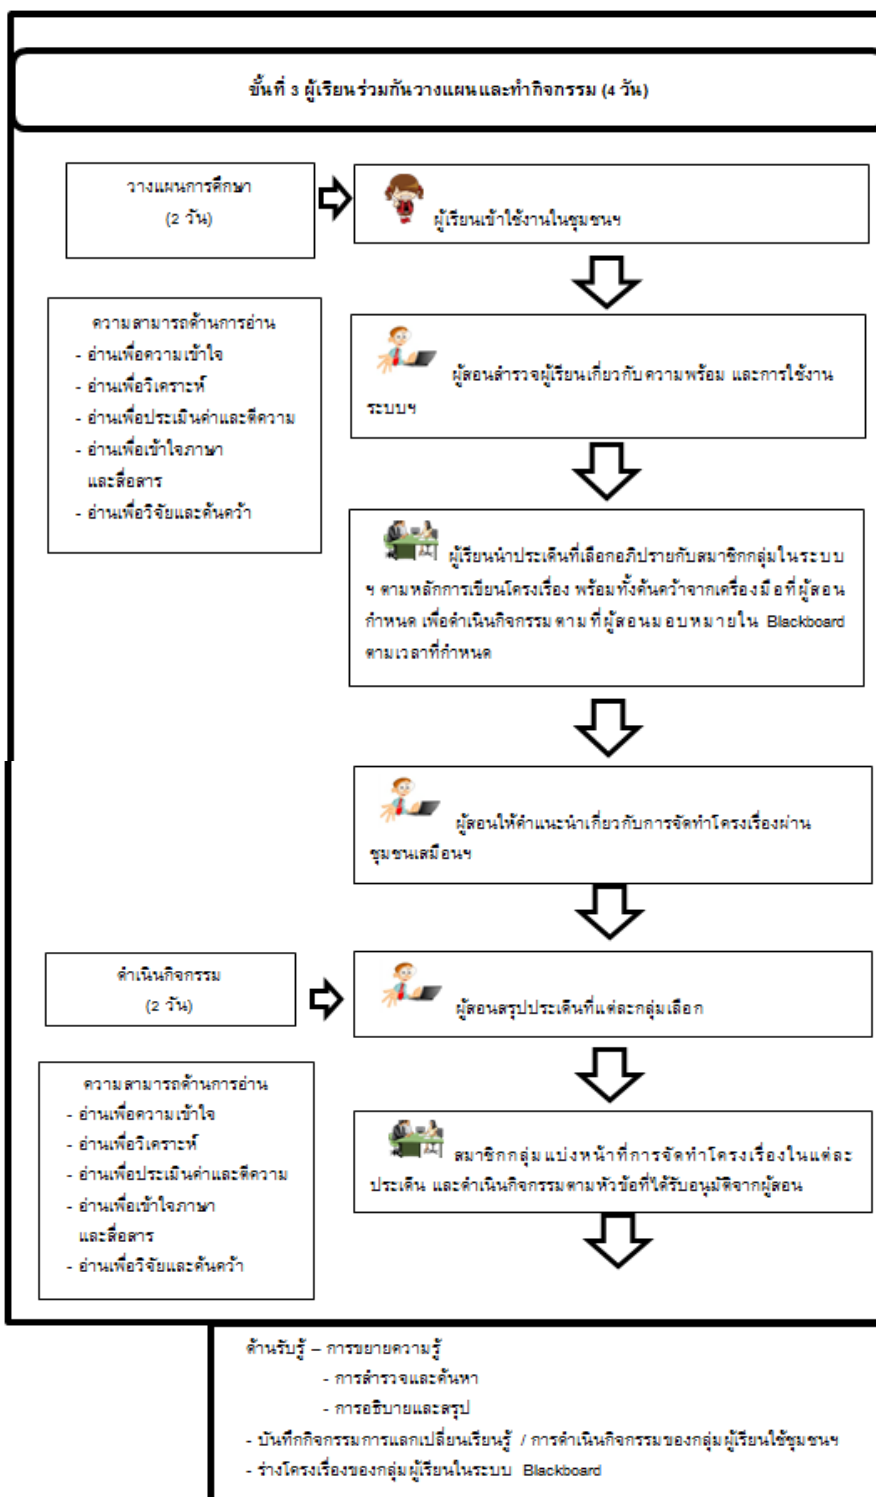 ขั้นที่ 3 ผู้เรียนร่วมกันวางแผนและทำกิจกรรม (4 วัน)
วางแผนการศึกษา
(2 วัน)
ผู้เรียนเข้าใช้งานในชุมชนฯ
ความสามารถด้านการอ่าน
- อ่านเพื่อความเข้าใจ
- อ่านเพื่อวิเคราะห์
- อ่านเพื่อประเมินค่าและตีความ
- อ่านเพื่อเข้าใจภาษา
และสื่อสาร
- อ่านเพื่อวิจัยและค้นคว้า
ผู้สอนสำรวจผู้เรียนเกี่ยวกับความพร้อม และการใช้งาน
ระบบฯ
ผู้เรียนนำประเด็นที่เลือกอภิปรายกับสมาชิกกลุ่มในระบบ
ฯ ตามหลักการเขียนโครงเรื่อง พร้อมทั้งค้นคว้าจากเครื่องมือที่ผู้สอน
กำหนด เพื่อดำเนินกิจกรรมตามที่ผู้สอนมอบหมายใน Blackboard
ตามเวลาที่กำหนด
ผู้สอนให้คำแนะนำเกี่ยวกับการจัดทำโครงเรื่องผ่าน
ชุมชนเสมือนฯ
ดำเนินกิจกรรม
(2 วัน)
ผู้สอนสรุปประเด็นที่แต่ละกลุ่มเลือก
ความสามารถด้านการอ่าน
- อ่านเพื่อความเข้าใจ
- อ่านเพื่อวิเคราะห์
- อ่านเพื่อประเมินค่าและตีความ
- อ่านเพื่อเข้าใจภาษา
และสื่อสาร
- อ่านเพื่อวิจัยและค้นคว้า
สมาชิกกลุ่มแบ่งหน้าที่การจัดทำโครงเรื่องในแต่ละ
ประเด็น และดำเนินกิจกรรมตามหัวข้อที่ได้รับอนุมัติจากผู้สอน
ด้านรับรู้ – การขยายความรู้
- การสำรวจและค้นหา
- การอธิบายและสรุป
- บันทึกกิจกรรมการแลกเปลี่ยนเรียนรู้ / การดำเนินกิจกรรมของกลุ่มผู้เรียนใช้ชุมชนฯ
- ร่างโครงเรื่องของกลุ่มผู้เรียนในระบบ Blackboard